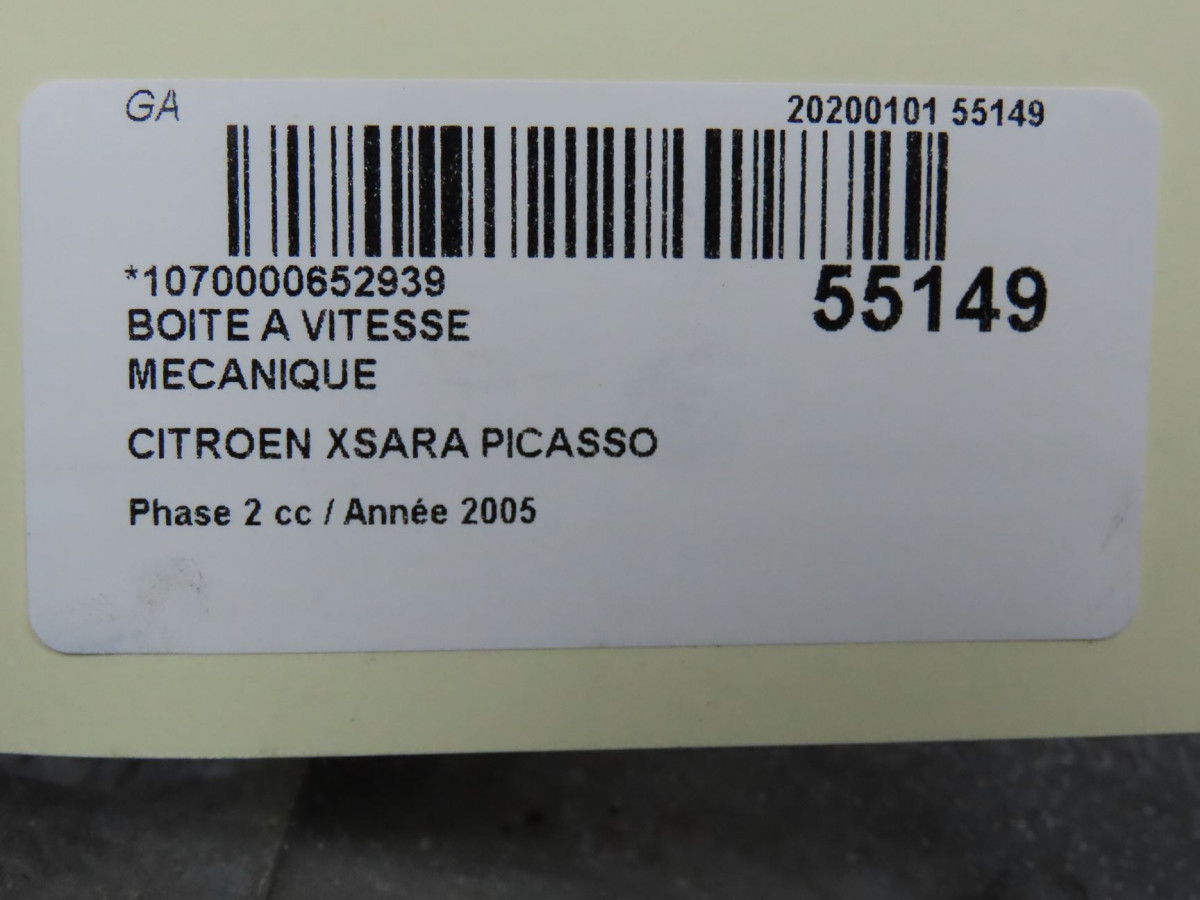 GA
20200101 55149
*1070000652939
55149
BOITE A VITESSE
MECANIQUE
CITROEN XSARA PICASSO
Phase 2 cc / Année 2005